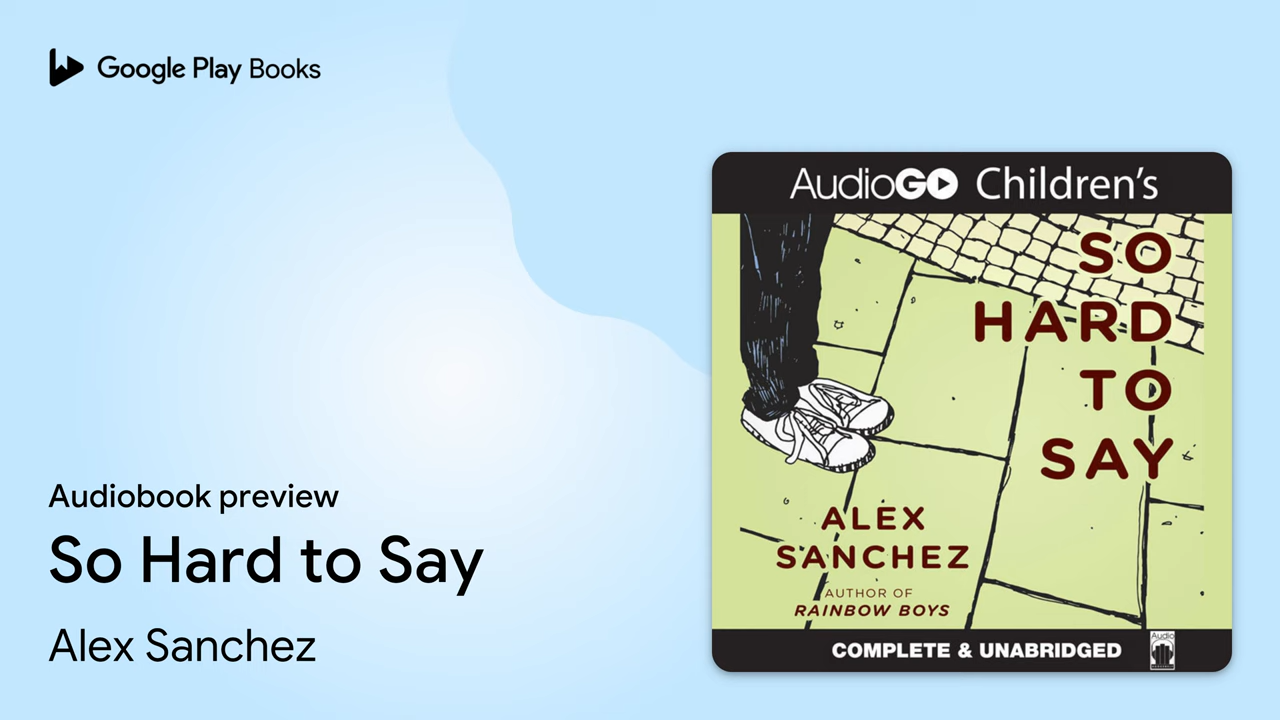 Google Play Books
Audiobook preview
So Hard to Say
Alex Sanchez
AudioGO Children's
SO
HARD
TO
SAY
ALEX
SANCHEZ
AUTHOR OF
RAINBOW BOYS
COMPLETE & UNABRIDGED
Audio